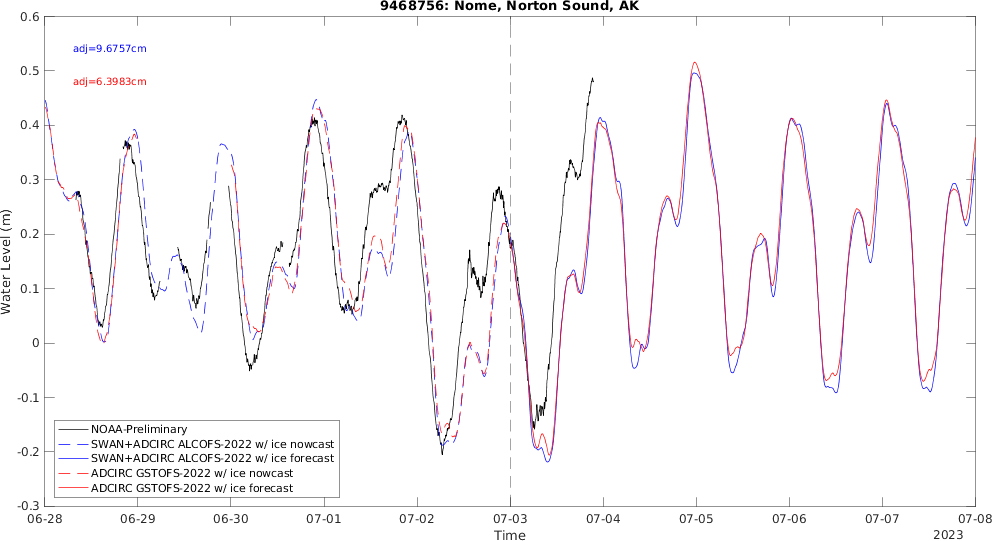 9468756: Nome, Norton Sound, AK
adj=9.6757cm
adj=6.3983cm
Water Level (m)
0.6
0.5
0.4
0.3
0.2
0.1
0
-0.1
-0.2
-0.3
NOAA-Preliminary
SWAN+ADCIRC ALCOFS-2022 w/ ice nowcast
SWAN+ADCIRC ALCOFS-2022 w/ ice forecast
ADCIRC GSTOFS-2022 w/ ice nowcast
ADCIRC GSTOFS-2022 w/ ice forecast
06-28 06-29 06-30 07-01 07-02 07-03 07-04 07-05 07-06 07-07 07-08
Time
2023